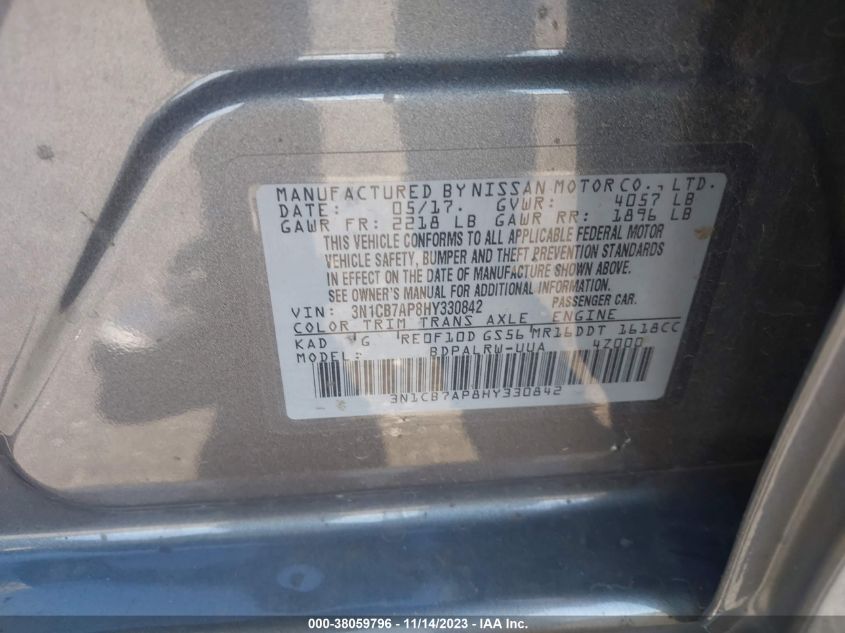 MANUFACTURED BY NISSAN MOTOR CO., LTD.
DATE: 05/17. GVWR: 4057 LB
GAWR FR: 2218 LB GAWR RR: 1896 LB
THIS VEHICLE CONFORMS TO ALL APPLICABLE FEDERAL MOTOR
VEHICLE SAFETY, BUMPER AND THEFT PREVENTION STANDARDS
IN EFFECT ON THE DATE OF MANUFACTURE SHOWN ABOVE.
SEE OWNER'S MANUAL FOR ADDITIONAL INFORMATION.
VIN: 3N1CB7AP8HY330842 PASSENGER CAR.
COLOR TRIM TRANS AXLE ENGINE
KAD G RE0F10D GS56 MR16DDT 1618CC
MODEL: BDPALRW-UUA 4Z000
3N1CB7AP8HY330842
000-38059796 - 11/14/2023 - IAA Inc.